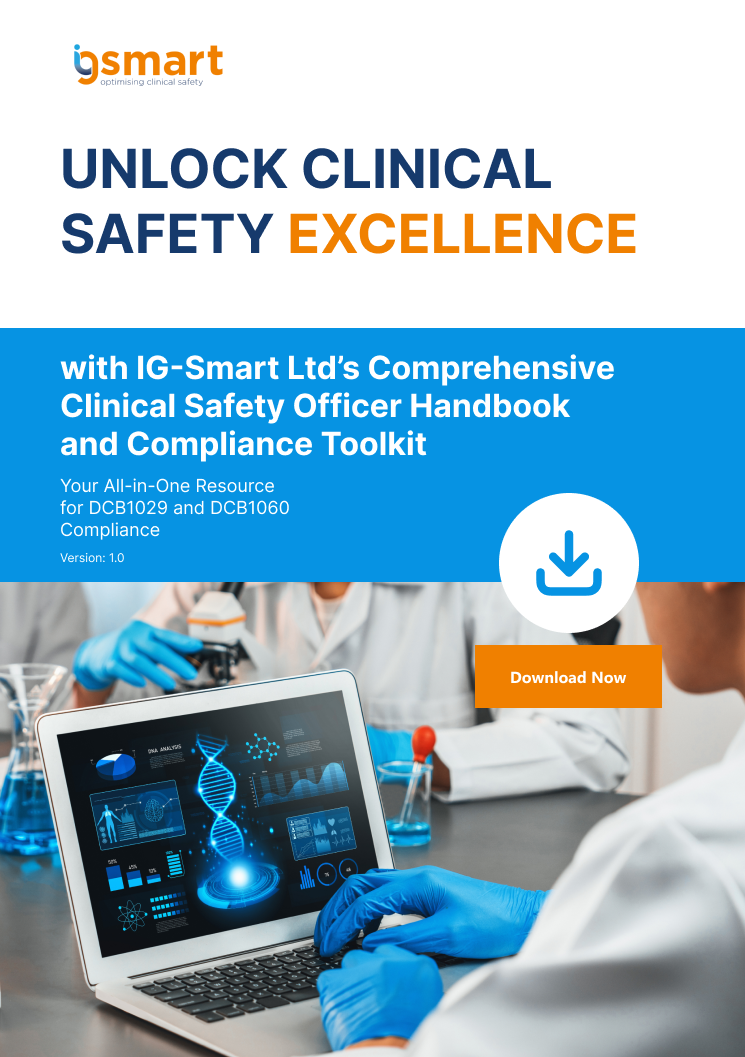 igsmart
optimising clinical safety
UNLOCK CLINICAL
SAFETY EXCELLENCE
with IG-Smart Ltd’s Comprehensive
Clinical Safety Officer Handbook
and Compliance Toolkit
Your All-in-One Resource
for DCB1029 and DCB1060
Compliance
Version: 1.0
Download Now
DNA ANALYSIS